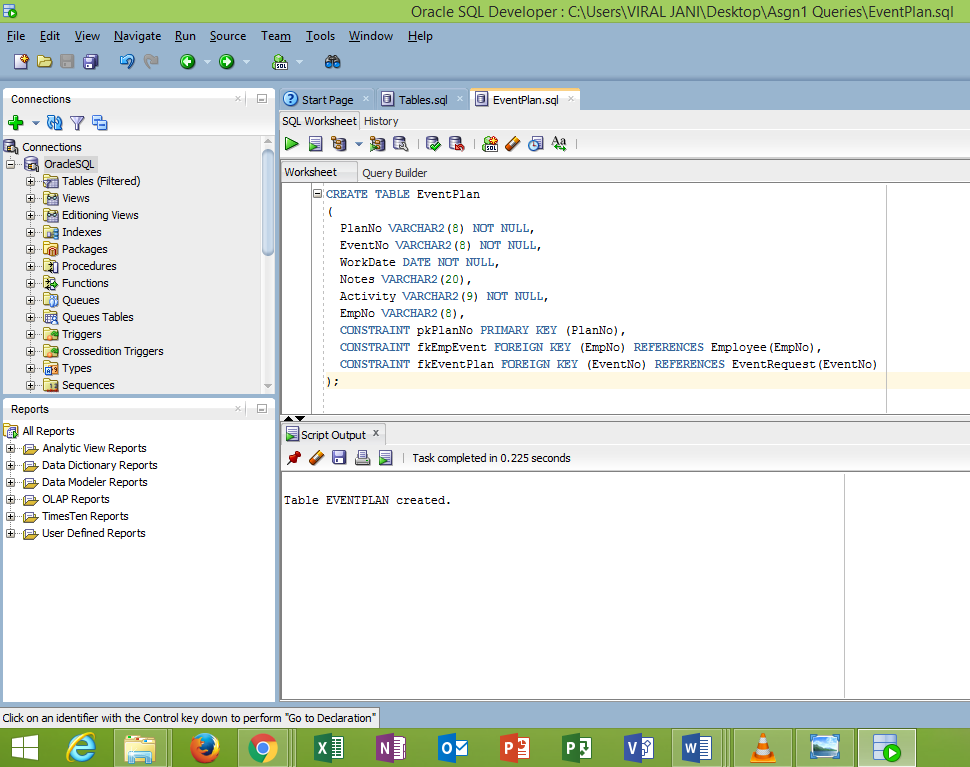 Oracle SQL Developer : C:\Users\VIRAL JANI\Desktop\Asgn1 Queries\EventPlan.sql
File Edit View Navigate Run Source Team Tools Window Help
Connections
Connections
OracleSQL
Tables (Filtered)
Views
Editioning Views
Indexes
Packages
Procedures
Functions
Queues
Queues Tables
Triggers
Crossedition Triggers
Types
Sequences
Reports
All Reports
Analytic View Reports
Data Dictionary Reports
Data Modeler Reports
OLAP Reports
TimesTen Reports
User Defined Reports
Start Page Tables.sql EventPlan.sql
SQL Worksheet History
Worksheet Query Builder
CREATE TABLE EventPlan
(
PlanNo VARCHAR2(8) NOT NULL,
EventNo VARCHAR2(8) NOT NULL,
WorkDate DATE NOT NULL,
Notes VARCHAR2(20),
Activity VARCHAR2(9) NOT NULL,
EmpNo VARCHAR2(8),
CONSTRAINT pkPlanNo PRIMARY KEY (PlanNo),
CONSTRAINT fkEmpEvent FOREIGN KEY (EmpNo) REFERENCES Employee(EmpNo),
CONSTRAINT fkEventPlan FOREIGN KEY (EventNo) REFERENCES EventRequest(EventNo)
);
Script Output
Task completed in 0.225 seconds
Table EVENTPLAN created.
Click on an identifier with the Control key down to perform "Go to Declaration"